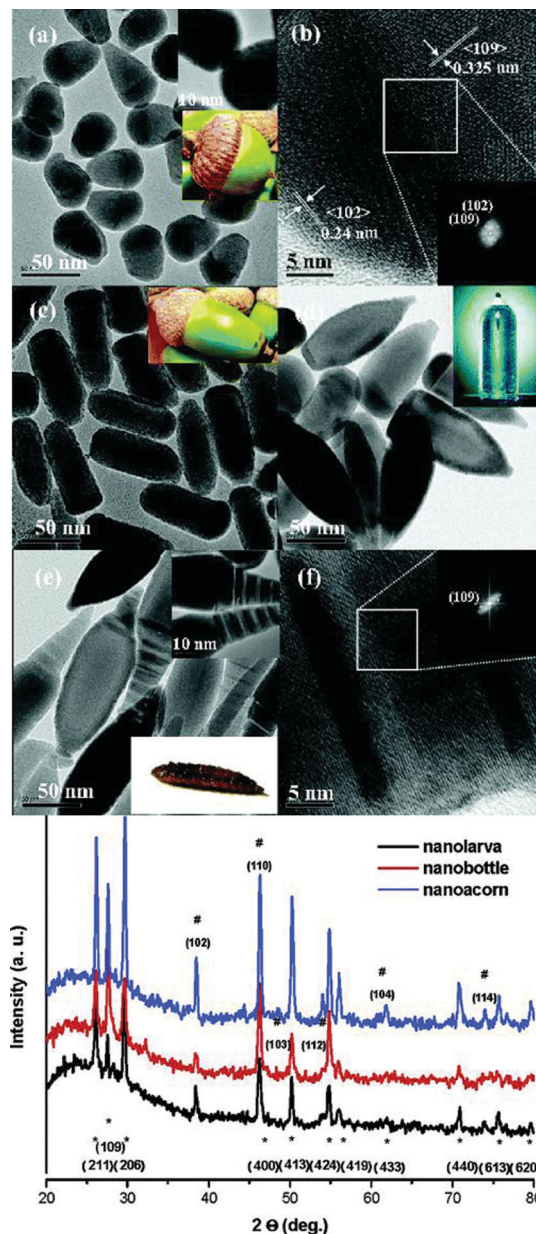 (a)
10 nm
50 nm
(b)
<109>
0.325 nm
<102>
0.24 nm
(102)
(109)
5 nm
(c)
50 nm
(d)
50 nm
(e)
10 nm
50 nm
(f)
(109)
5 nm
Intensity (a. u.)
nanolarva
nanobottle
nanoacorn
#
(102)
#
(110)
#
(103)
#
(112)
#
(104)
#
(114)
* * * * * * * * * * * *
(109)
(211) (206) (400) (413) (424) (419) (433) (440) (613) (620)
20 30 40 50 60 70 80
2 Θ (deg.)